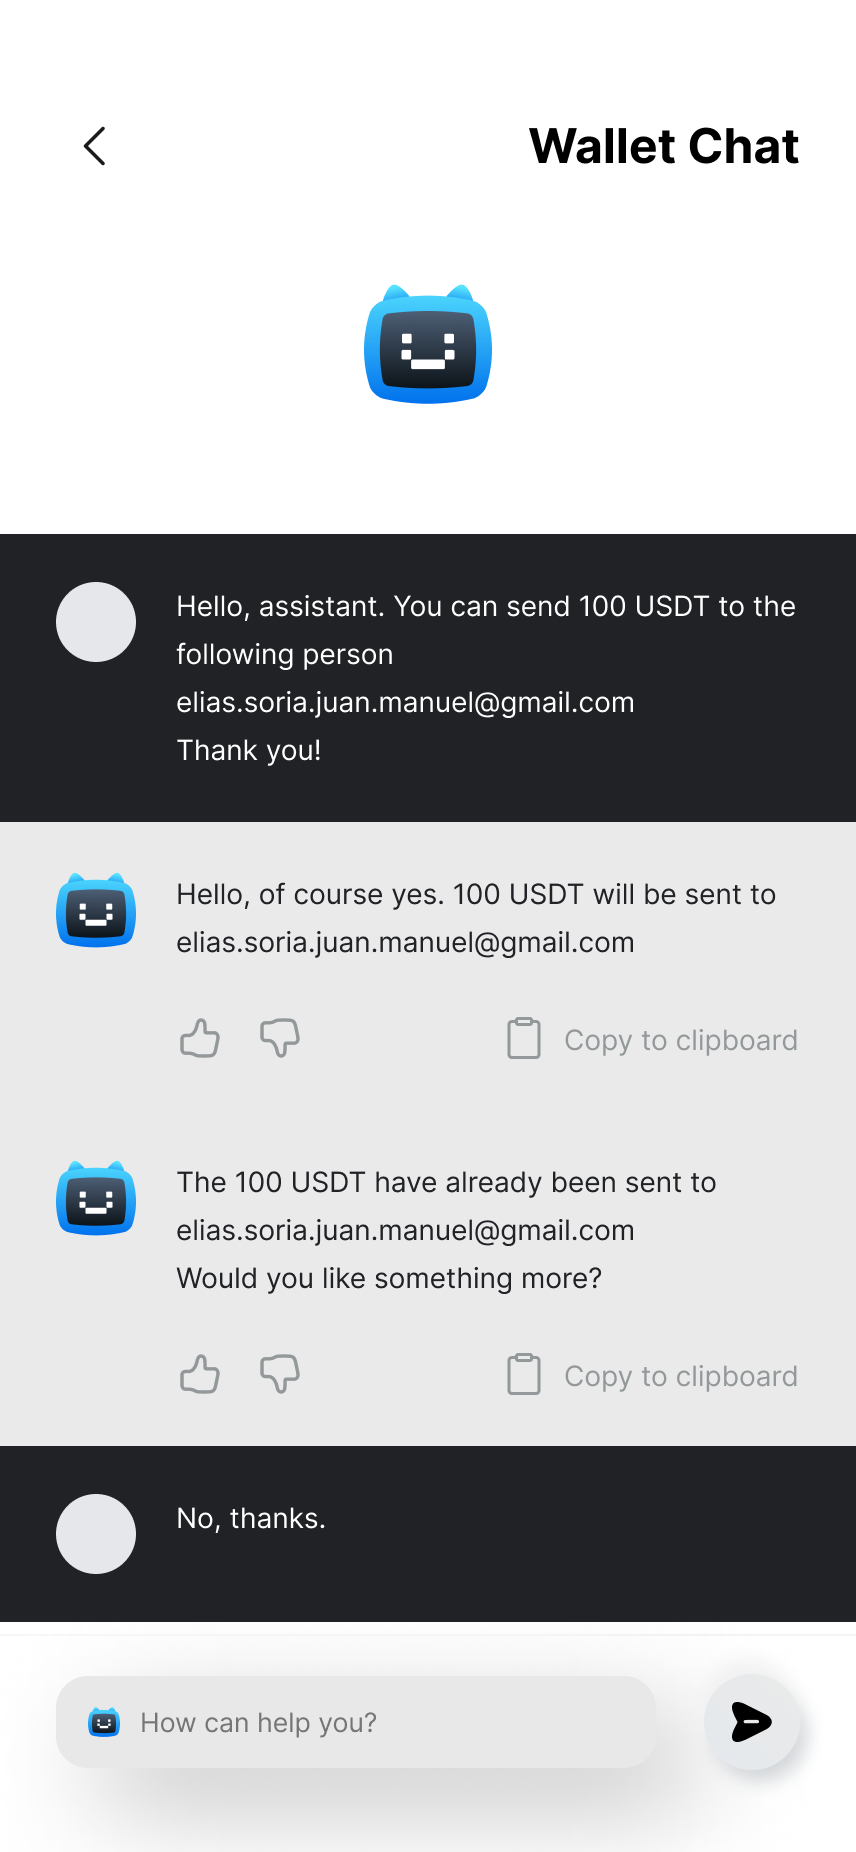 Wallet Chat
Hello, assistant. You can send 100 USDT to the
following person
elias.soria.juan.manuel@gmail.com
Thank you!
Hello, of course yes. 100 USDT will be sent to
elias.soria.juan.manuel@gmail.com
Copy to clipboard
The 100 USDT have already been sent to
elias.soria.juan.manuel@gmail.com
Would you like something more?
Copy to clipboard
No, thanks.
How can help you?